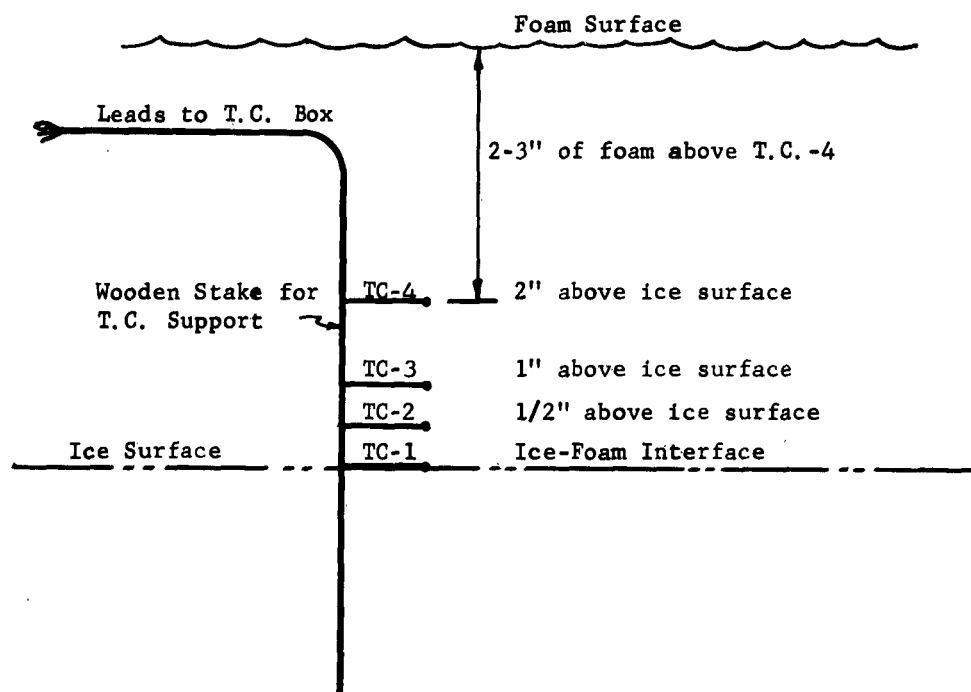 Foam Surface
Leads to T.C. Box
2-3" of foam above T.C.-4
Wooden Stake for
T.C. Support
TC-4
2" above ice surface
TC-3
1" above ice surface
TC-2
1/2" above ice surface
Ice Surface
TC-1
Ice-Foam Interface